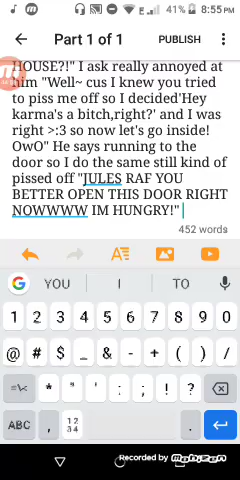 41% 8:55PM
Part 1 of 1 PUBLISH
HOUSE?!" I ask really annoyed at
him "Well~ cus I knew you tried
to piss me off so I decided'Hey
karma's a bitch,right?' and I was
right >:3 so now let's go inside!
OwO" He says running to the
door so I do the same still kind of
pissed off "JULES RAF YOU
BETTER OPEN THIS DOOR RIGHT
NOWWWW IM HUNGRY!"
452 words
YOU I TO
1 2 3 4 5 6 7 8 9 0
@ # $ _ & - + ( ) /
=\< * " ' : ; ! ?
ABC , 12 34 .
Recorded by mobizen